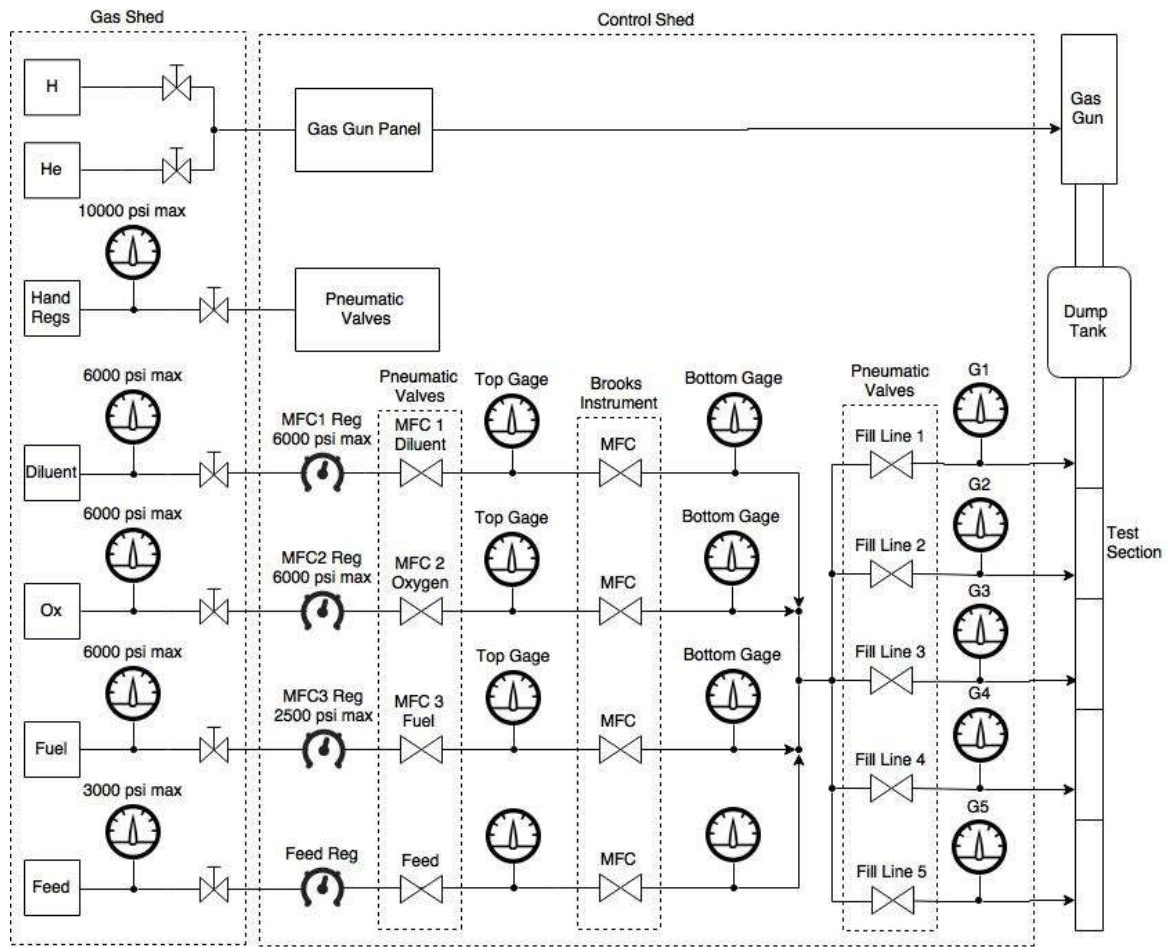 Gas Shed
Control Shed
H
He
Gas Gun Panel
Gas
Gun
10000 psi max
Hand
Regs
Pneumatic
Valves
Dump
Tank
6000 psi max
Diluent
MFC1 Reg
6000 psi max
Pneumatic
Valves
MFC 1
Diluent
Top Gage
Brooks
Instrument
MFC
Bottom Gage
Pneumatic
Valves
Fill Line 1
G1
6000 psi max
Ox
MFC2 Reg
6000 psi max
MFC 2
Oxygen
Top Gage
MFC
Bottom Gage
Fill Line 2
G2
Test
Section
6000 psi max
Fuel
MFC3 Reg
2500 psi max
MFC 3
Fuel
Top Gage
MFC
Bottom Gage
Fill Line 3
G3
Fill Line 4
G4
3000 psi max
Feed
Feed Reg
Feed
MFC
Fill Line 5
G5